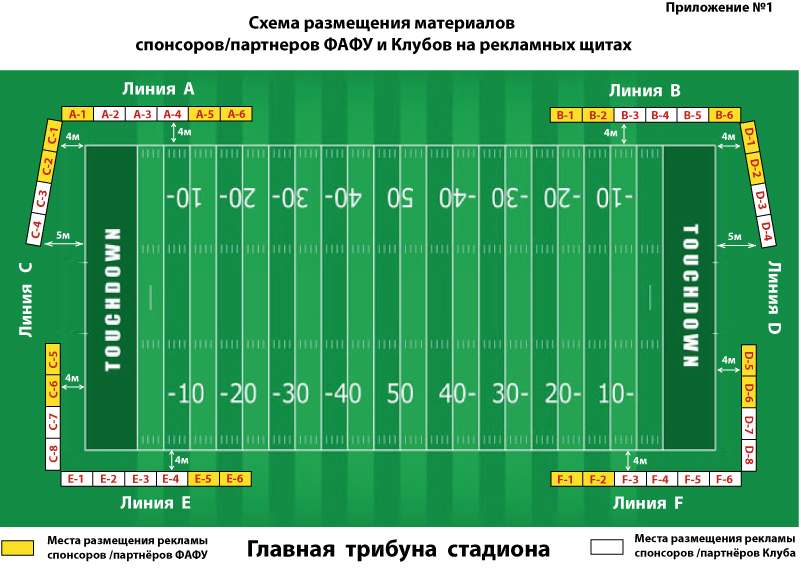 Приложение №1
Схема размещения материалов
спонсоров/партнеров ФАФУ и Клубов на рекламных щитах
Линия A
Линия B
A-1 A-2 A-3 A-4 A-5 A-6
B-1 B-2 B-3 B-4 B-5 B-6
C-1
C-2
C-3
C-4
4м
4м
4м
4м
D-1
D-2
D-3
D-4
-10 -20 -30 -40 50 40- 30- 20- 10-
5м
5м
Линия C
TOUCHDOWN
TOUCHDOWN
Линия D
C-5
C-6
C-7
C-8
4м
4м
D-5
D-6
D-7
D-8
-10 -20 -30 -40 50 40- 30- 20- 10-
4м
4м
E-1 E-2 E-3 E-4 E-5 E-6
F-1 F-2 F-3 F-4 F-5 F-6
Линия E
Линия F
Места размещения рекламы
спонсоров /партнёров ФАФУ
Главная трибуна стадиона
Места размещения рекламы
спонсоров /партнёров Клуба